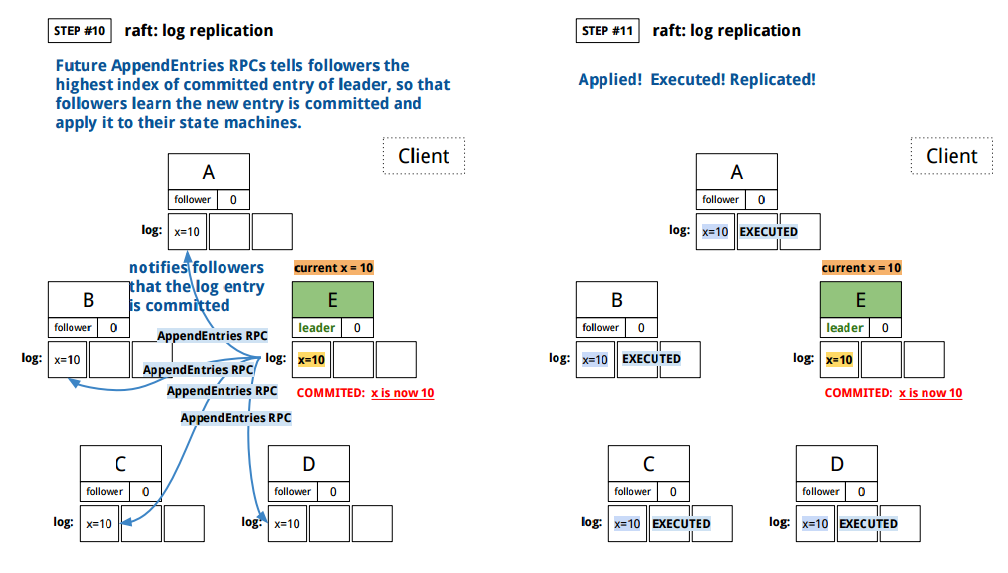 STEP #10 raft: log replication
Future AppendEntries RPCs tells followers the
highest index of committed entry of leader, so that
followers learn the new entry is committed and
apply it to their state machines.
Client
A
follower 0
log: x=10
notifies followers
that the log entry
is committed
current x = 10
B
follower 0
E
leader 0
AppendEntries RPC
log: x=10
log: x=10
AppendEntries RPC
AppendEntries RPC
COMMITED: x is now 10
AppendEntries RPC
C
follower 0
D
follower 0
log: x=10
log: x=10
STEP #11 raft: log replication
Applied! Executed! Replicated!
Client
A
follower 0
log: x=10 EXECUTED
current x = 10
B
follower 0
E
leader 0
log: x=10 EXECUTED
log: x=10
COMMITED: x is now 10
C
follower 0
D
follower 0
log: x=10 EXECUTED
log: x=10 EXECUTED